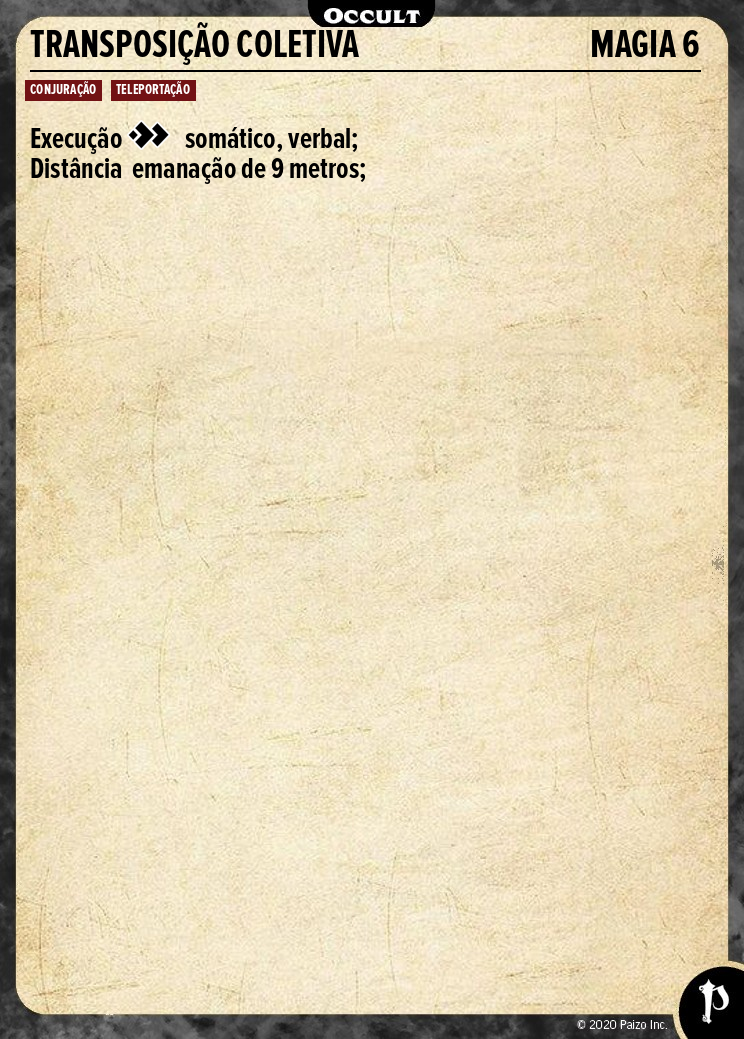 OCCULT
TRANSPOSIÇÃO COLETIVA MAGIA 6
CONJURAÇÃO TELEPORTAÇÃO
Execução somático, verbal;
Distância emanação de 9 metros;
© 2020 Paizo Inc.